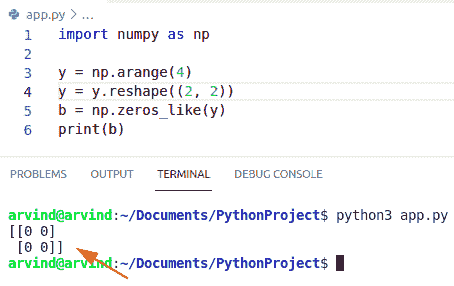 app.py > ...
1 import numpy as np
2
3 y = np.arange(4)
4 y = y.reshape((2, 2))
5 b = np.zeros_like(y)
6 print(b)
PROBLEMS OUTPUT TERMINAL DEBUG CONSOLE
arvind@arvind:~/Documents/PythonProject$ python3 app.py
[[0 0]
 [0 0]]
arvind@arvind:~/Documents/PythonProject$